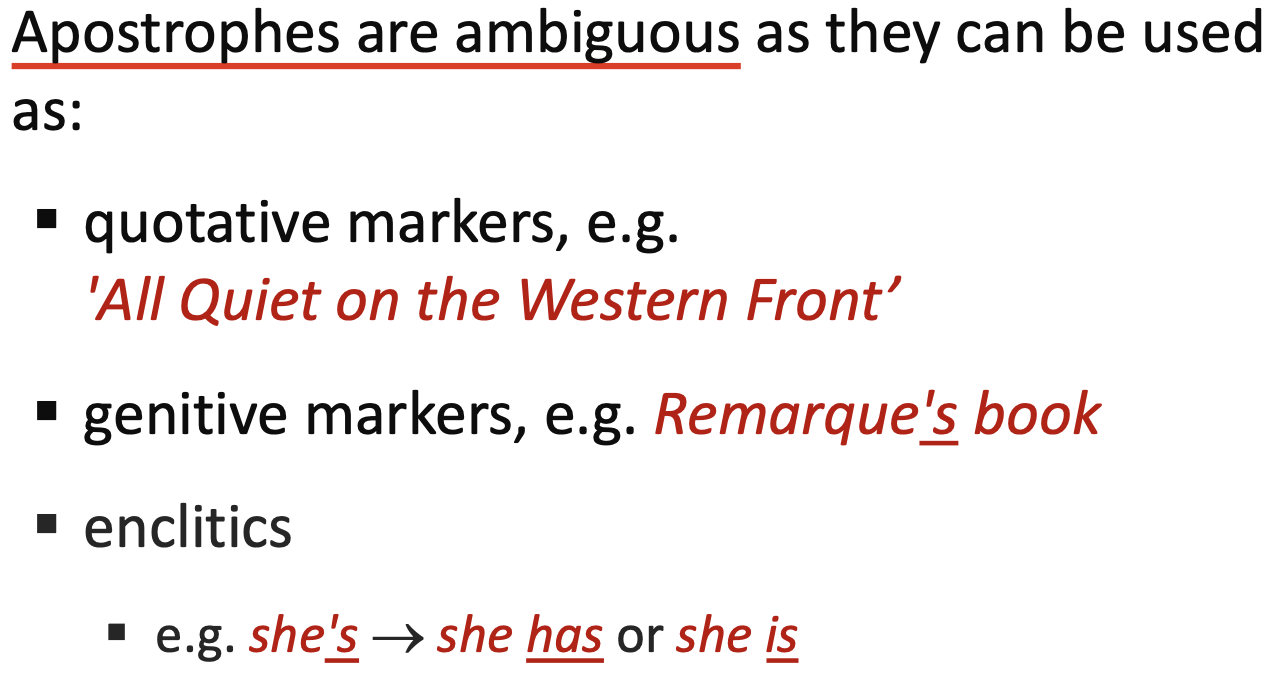 Apostrophes are ambiguous as they can be used
as:
▪ quotative markers, e.g.
'All Quiet on the Western Front’
▪ genitive markers, e.g. Remarque's book
▪ enclitics
▪ e.g. she's → she has or she is